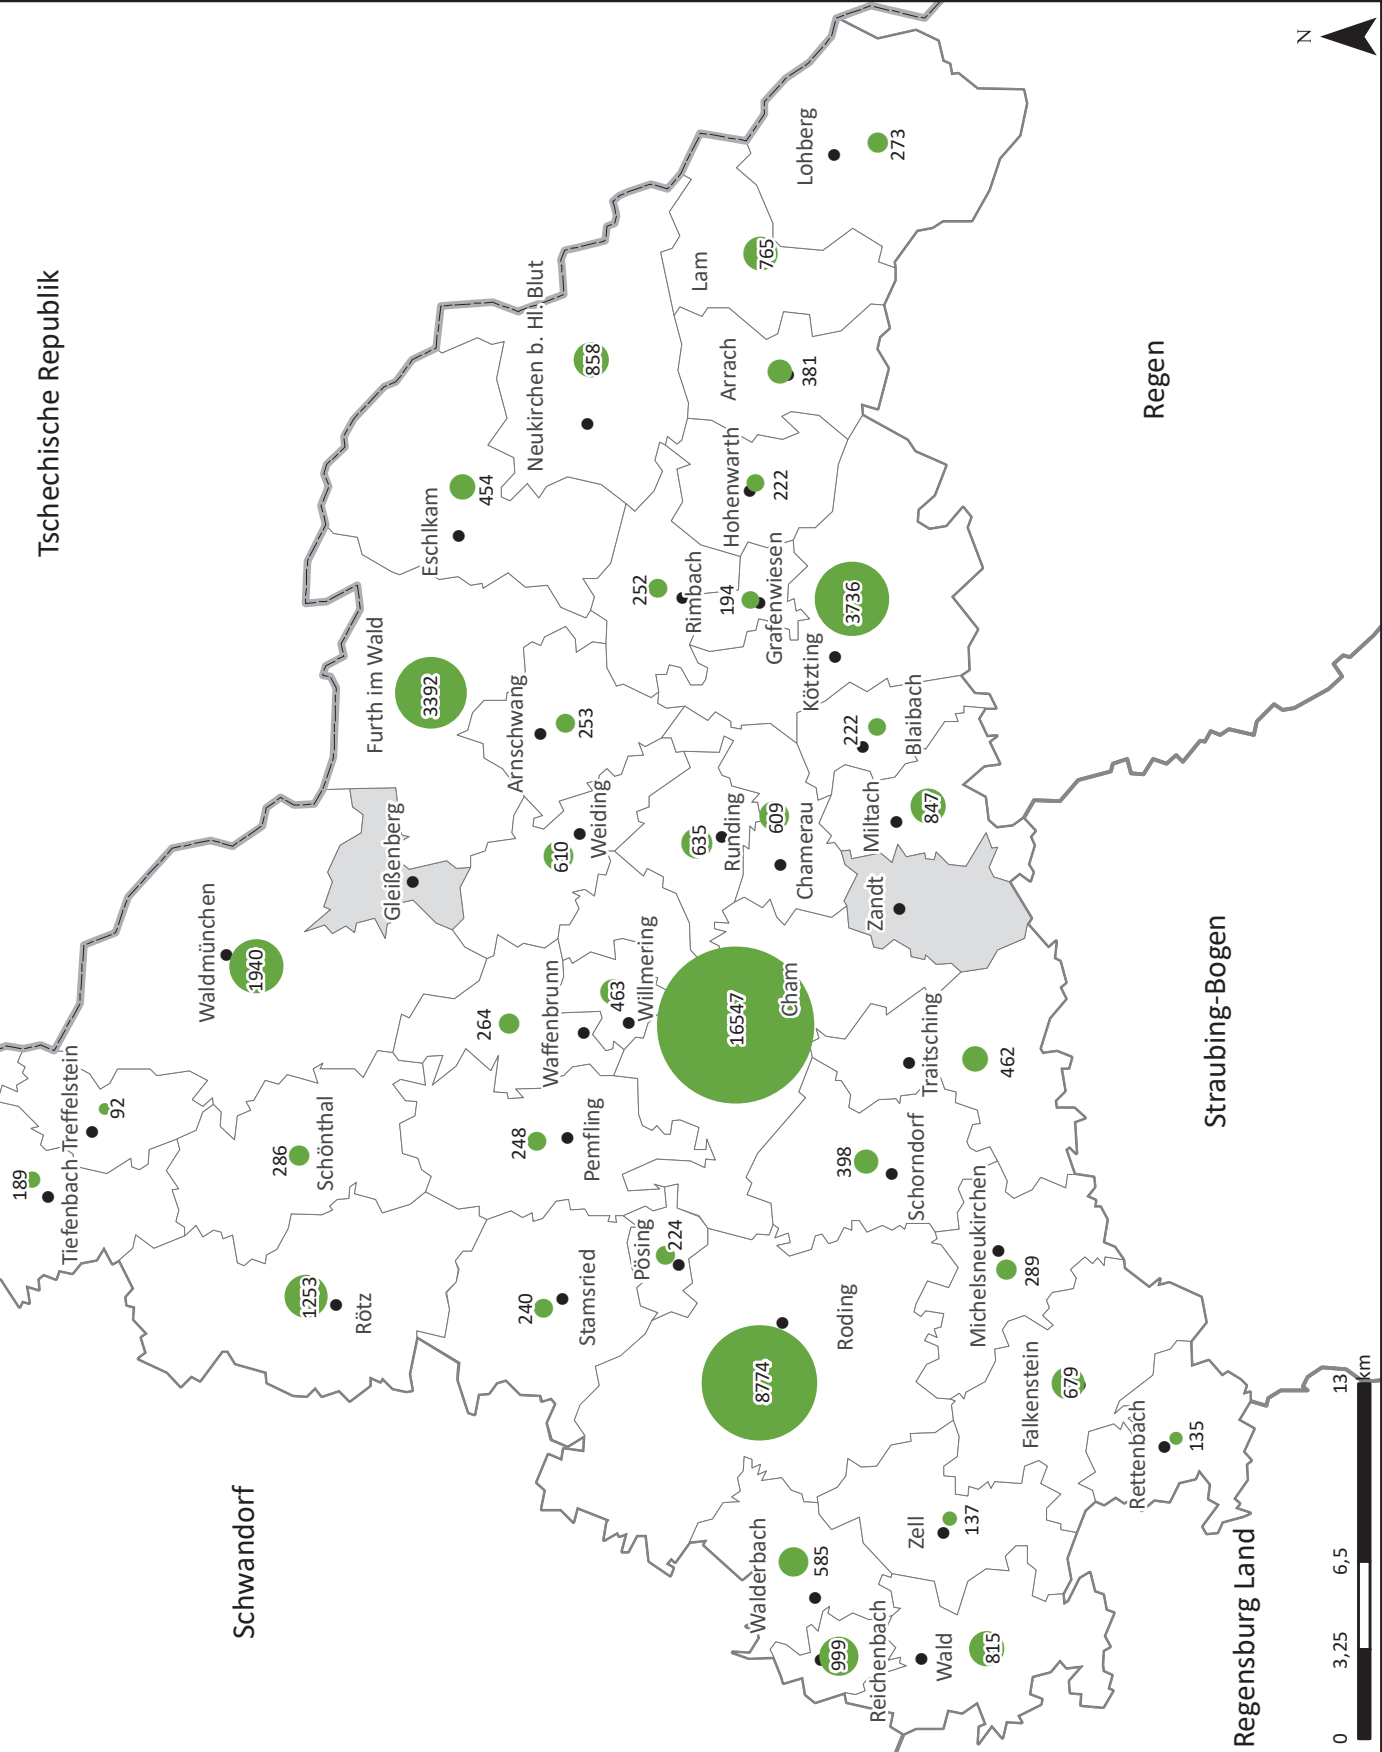 Tschechische Republik
Schwandorf
Regen
Straubing-Bogen
Regensburg Land
N
Tiefenbach
189
Treffelstein
92
Waldmünchen
1940
Schönthal
286
Rötz
1253
Gleißenberg
Furth im Wald
3392
Eschlkam
454
Neukirchen b. Hl. Blut
858
Arnschwang
253
Weiding
610
Waffenbrunn
264
Willmering
463
Pemfling
248
Stamsried
240
Pösing
224
Rimbach
252
Hohenwarth
222
Grafenwiesen
194
Arrach
381
Lam
765
Lohberg
273
Kötzting
3736
Blaibach
222
Miltach
847
Runding
635
Chamerau
609
Zandt
Cham
16547
Traitsching
462
Schorndorf
398
Michelsneukirchen
289
Roding
8774
Falkenstein
679
Rettenbach
135
Zell
137
Walderbach
585
Reichenbach
999
Wald
815
0
3,25
6,5
13
km